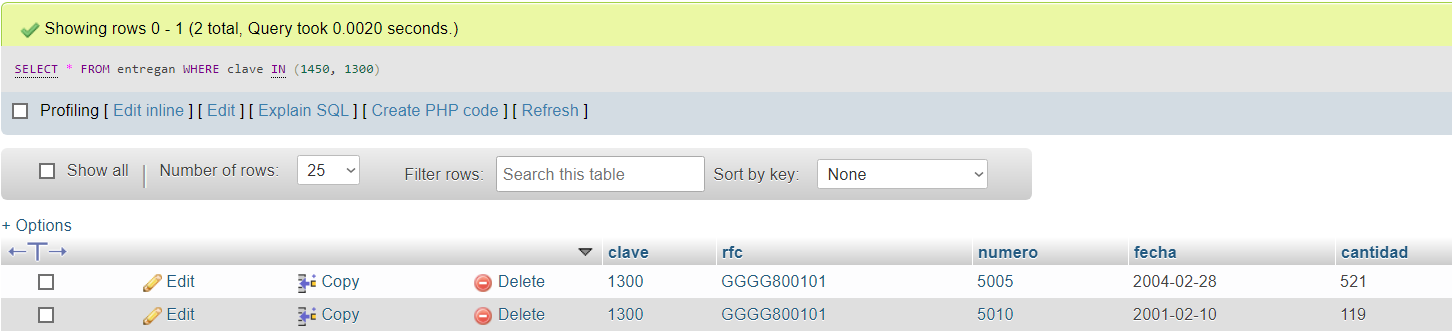 Showing rows 0 - 1 (2 total, Query took 0.0020 seconds.)
SELECT * FROM entregan WHERE clave IN (1450, 1300)
Profiling [ Edit inline ] [ Edit ] [ Explain SQL ] [ Create PHP code ] [ Refresh ]
Show all | Number of rows: 25 Filter rows: Search this table Sort by key: None
+ Options
←T→ clave rfc numero fecha cantidad
Edit Copy Delete 1300 GGGG800101 5005 2004-02-28 521
Edit Copy Delete 1300 GGGG800101 5010 2001-02-10 119